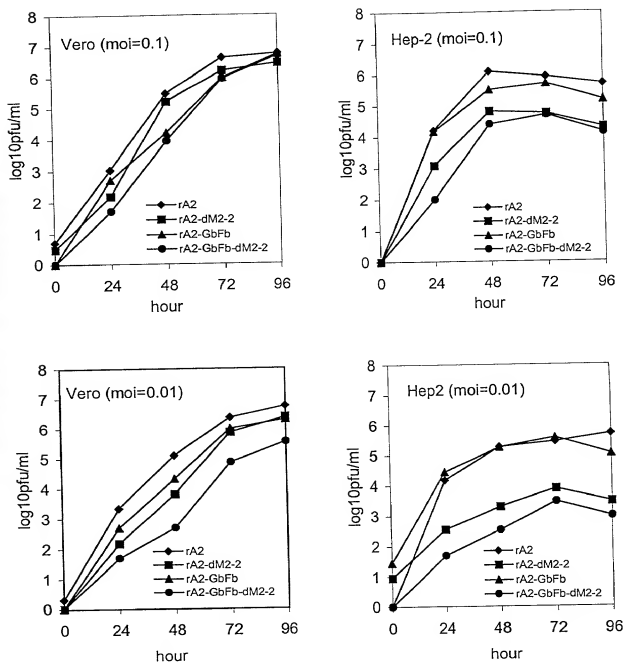 Vero (moi=0.1)
log10pfu/ml
8
7
6
5
4
3
2
1
0
rA2
rA2-dM2-2
rA2-GbFb
rA2-GbFb-dM2-2
0 24 48 72 96
hour
Hep-2 (moi=0.1)
log10pfu/ml
8
7
6
5
4
3
2
1
0
rA2
rA2-dM2-2
rA2-GbFb
rA2-GbFb-dM2-2
0 24 48 72 96
hour
Vero (moi=0.01)
log10pfu/ml
8
7
6
5
4
3
2
1
0
rA2
rA2-dM2-2
rA2-GbFb
rA2-GbFb-dM2-2
0 24 48 72 96
hour
Hep2 (moi=0.01)
log10pfu/ml
8
7
6
5
4
3
2
1
0
rA2
rA2-dM2-2
rA2-GbFb
rA2-GbFb-dM2-2
0 24 48 72 96
hour